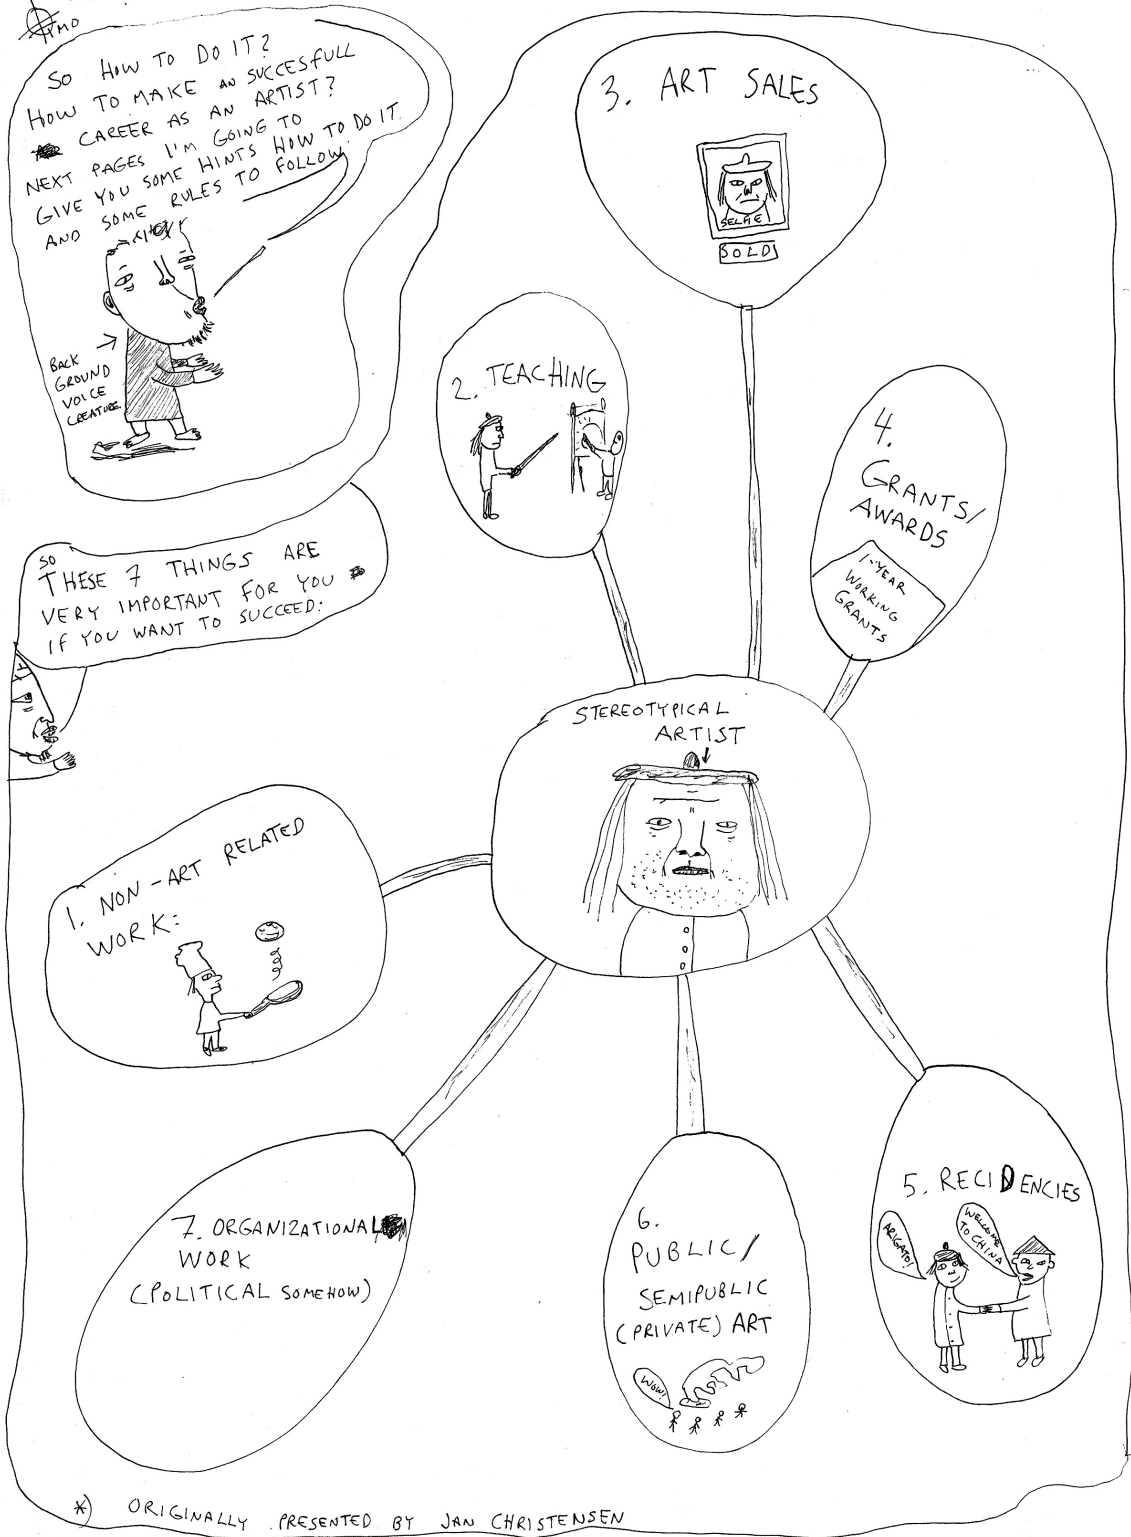 TIMO
SO HOW TO DO IT?
HOW TO MAKE AN SUCCESFULL
CAREER AS AN ARTIST?
NEXT PAGES I'M GOING TO
GIVE YOU SOME HINTS HOW TO DO IT.
AND SOME RULES TO FOLLOW.
BACK
GROUND
VOICE
CREATURE
SO
THESE 7 THINGS ARE
VERY IMPORTANT FOR YOU
IF YOU WANT TO SUCCEED:
STEREOTYPICAL
ARTIST
1. NON-ART RELATED
WORK:
2. TEACHING
3. ART SALES
SELFIE
SOLD
4.
GRANTS/
AWARDS
1-YEAR
WORKING
GRANTS
5. RECIDENCIES
ARIGATO!
WELCOME
TO CHINA
6.
PUBLIC/
SEMIPUBLIC
(PRIVATE) ART
WOW!
7. ORGANIZATIONAL
WORK
(POLITICAL SOMEHOW)
*) ORIGINALLY PRESENTED BY JAN CHRISTENSEN